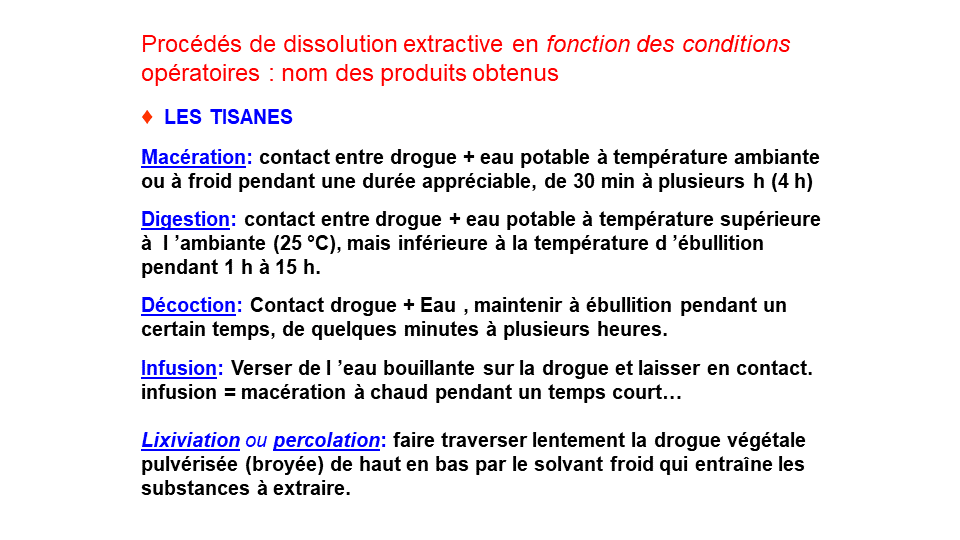 Procédés de dissolution extractive en fonction des conditions
opératoires : nom des produits obtenus
♦ LES TISANES
Macération: contact entre drogue + eau potable à température ambiante
ou à froid pendant une durée appréciable, de 30 min à plusieurs h (4 h)
Digestion: contact entre drogue + eau potable à température supérieure
à l ’ambiante (25 °C), mais inférieure à la température d ’ébullition
pendant 1 h à 15 h.
Décoction: Contact drogue + Eau , maintenir à ébullition pendant un
certain temps, de quelques minutes à plusieurs heures.
Infusion: Verser de l ’eau bouillante sur la drogue et laisser en contact.
infusion = macération à chaud pendant un temps court…
Lixiviation ou percolation: faire traverser lentement la drogue végétale
pulvérisée (broyée) de haut en bas par le solvant froid qui entraîne les
substances à extraire.